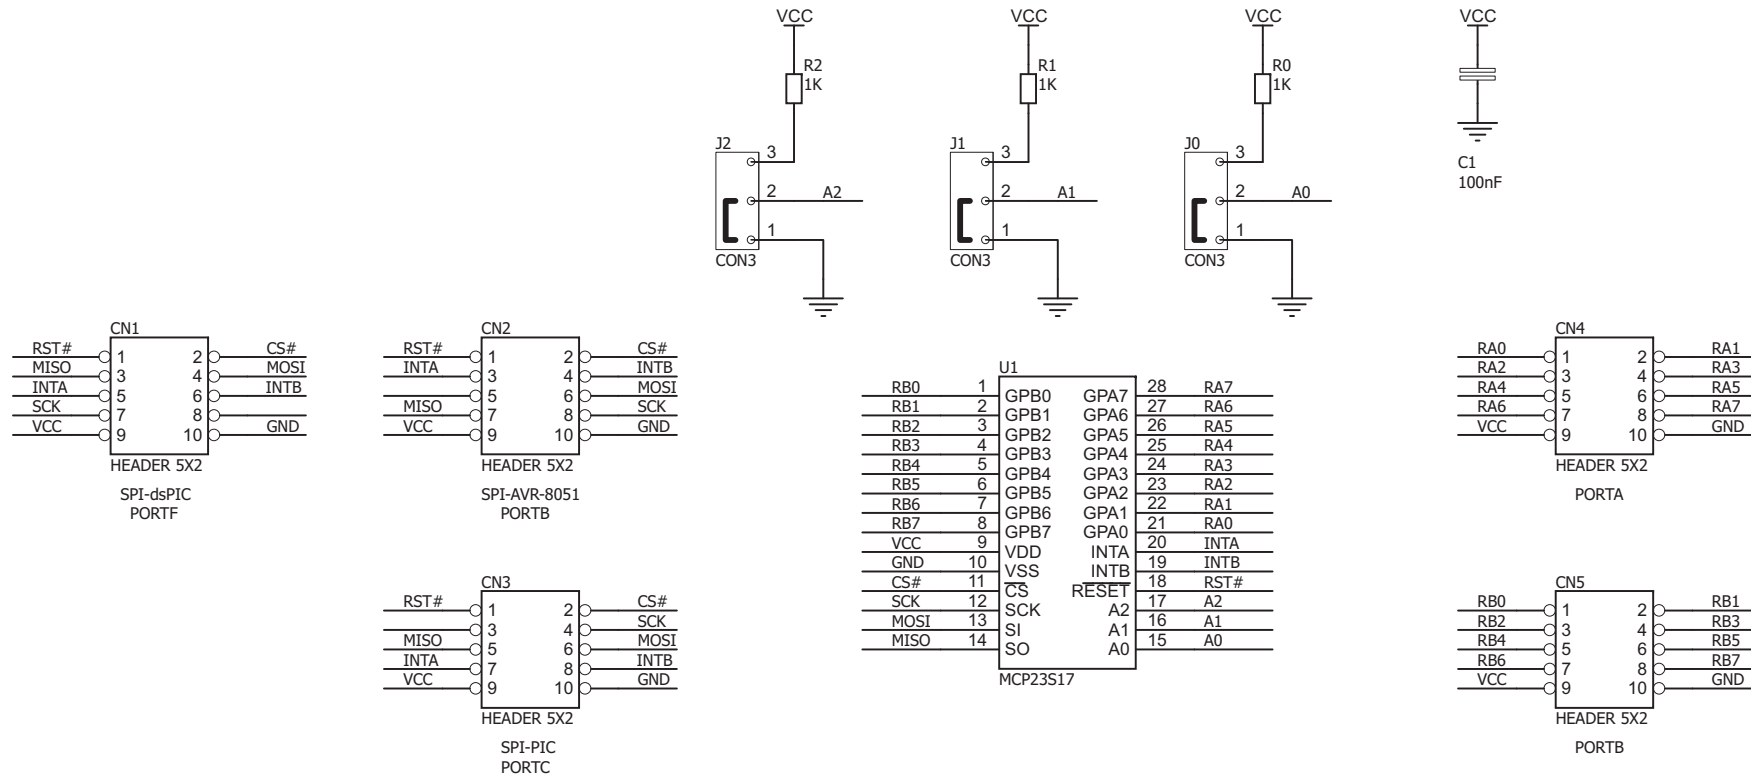 VCC VCC VCC VCC
R2 R1 R0
1K 1K 1K
J2 J1 J0
3 3 3
C1
100nF
2 A2 2 A1 2 A0
1 1 1
CON3 CON3 CON3
CN1
RST# 1 2 CS#
MISO 3 4 MOSI
INTA 5 6 INTB
SCK 7 8
VCC 9 10 GND
HEADER 5X2
SPI-dsPIC
PORTF
CN2
RST# 1 2 CS#
INTA 3 4 INTB
5 6 MOSI
MISO 7 8 SCK
VCC 9 10 GND
HEADER 5X2
SPI-AVR-8051
PORTB
CN3
RST# 1 2 CS#
3 4 SCK
MISO 5 6 MOSI
INTA 7 8 INTB
VCC 9 10 GND
HEADER 5X2
SPI-PIC
PORTC
U1
RB0 1 GPB0 GPA7 28 RA7
RB1 2 GPB1 GPA6 27 RA6
RB2 3 GPB2 GPA5 26 RA5
RB3 4 GPB3 GPA4 25 RA4
RB4 5 GPB4 GPA3 24 RA3
RB5 6 GPB5 GPA2 23 RA2
RB6 7 GPB6 GPA1 22 RA1
RB7 8 GPB7 GPA0 21 RA0
VCC 9 VDD INTA 20 INTA
GND 10 VSS INTB 19 INTB
CS# 11 CS RESET 18 RST#
SCK 12 SCK A2 17 A2
MOSI 13 SI A1 16 A1
MISO 14 SO A0 15 A0
MCP23S17
CN4
RA0 1 2 RA1
RA2 3 4 RA3
RA4 5 6 RA5
RA6 7 8 RA7
VCC 9 10 GND
HEADER 5X2
PORTA
CN5
RB0 1 2 RB1
RB2 3 4 RB3
RB4 5 6 RB5
RB6 7 8 RB7
VCC 9 10 GND
HEADER 5X2
PORTB